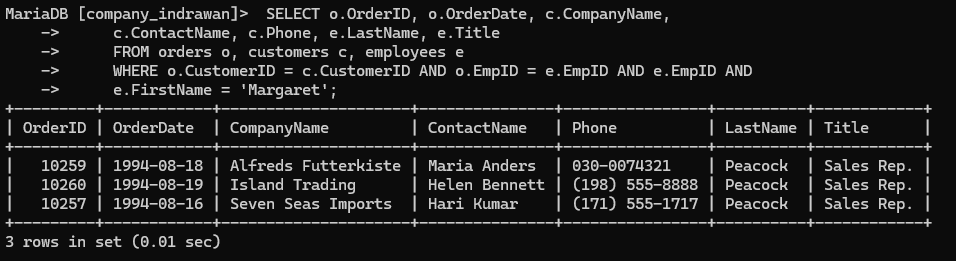 MariaDB [company_indrawan]>  SELECT o.OrderID, o.OrderDate, c.CompanyName,
    ->      c.ContactName, c.Phone, e.LastName, e.Title
    ->      FROM orders o, customers c, employees e
    ->      WHERE o.CustomerID = c.CustomerID AND o.EmpID = e.EmpID AND e.EmpID AND
    ->      e.FirstName = 'Margaret';
+---------+------------+---------------------+---------------+----------------+----------+------------+
| OrderID | OrderDate  | CompanyName         | ContactName   | Phone          | LastName | Title      |
+---------+------------+---------------------+---------------+----------------+----------+------------+
|   10259 | 1994-08-18 | Alfreds Futterkiste | Maria Anders  | 030-0074321    | Peacock  | Sales Rep. |
|   10260 | 1994-08-19 | Island Trading      | Helen Bennett | (198) 555-8888 | Peacock  | Sales Rep. |
|   10257 | 1994-08-16 | Seven Seas Imports  | Hari Kumar    | (171) 555-1717 | Peacock  | Sales Rep. |
+---------+------------+---------------------+---------------+----------------+----------+------------+
3 rows in set (0.01 sec)